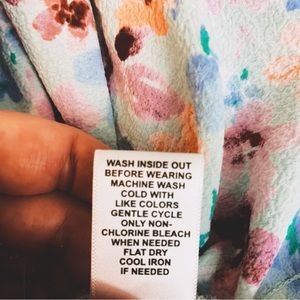 WASH INSIDE OUT
BEFORE WEARING
MACHINE WASH
COLD WITH
LIKE COLORS
GENTLE CYCLE
ONLY NON-
CHLORINE BLEACH
WHEN NEEDED
FLAT DRY
COOL IRON
IF NEEDED